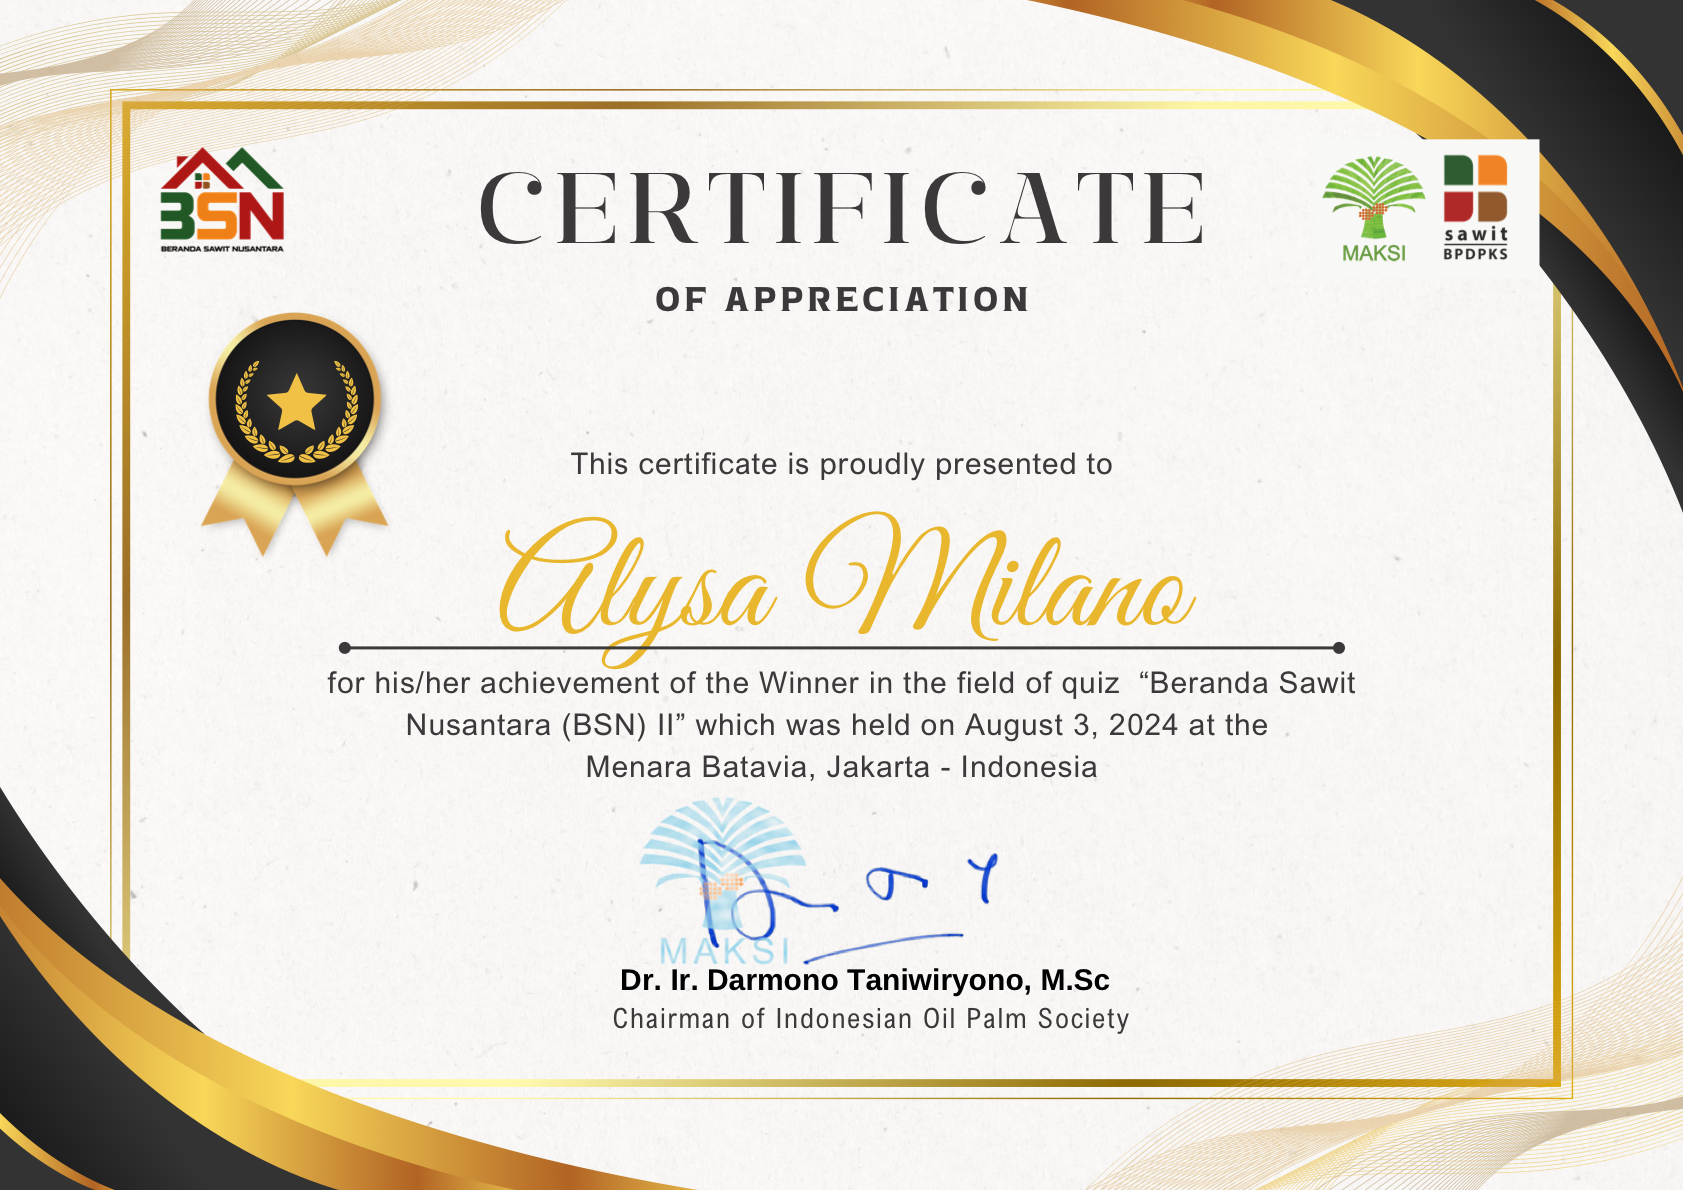 BSN
BERANDA SAWIT NUSANTARA
CERTIFICATE
MAKSI
sawit
BPDPKS
OF APPRECIATION
This certificate is proudly presented to
Alysa Milano
for his/her achievement of the Winner in the field of quiz “Beranda Sawit
Nusantara (BSN) II” which was held on August 3, 2024 at the
Menara Batavia, Jakarta - Indonesia
MAKSI
Dr. Ir. Darmono Taniwiryono, M.Sc
Chairman of Indonesian Oil Palm Society